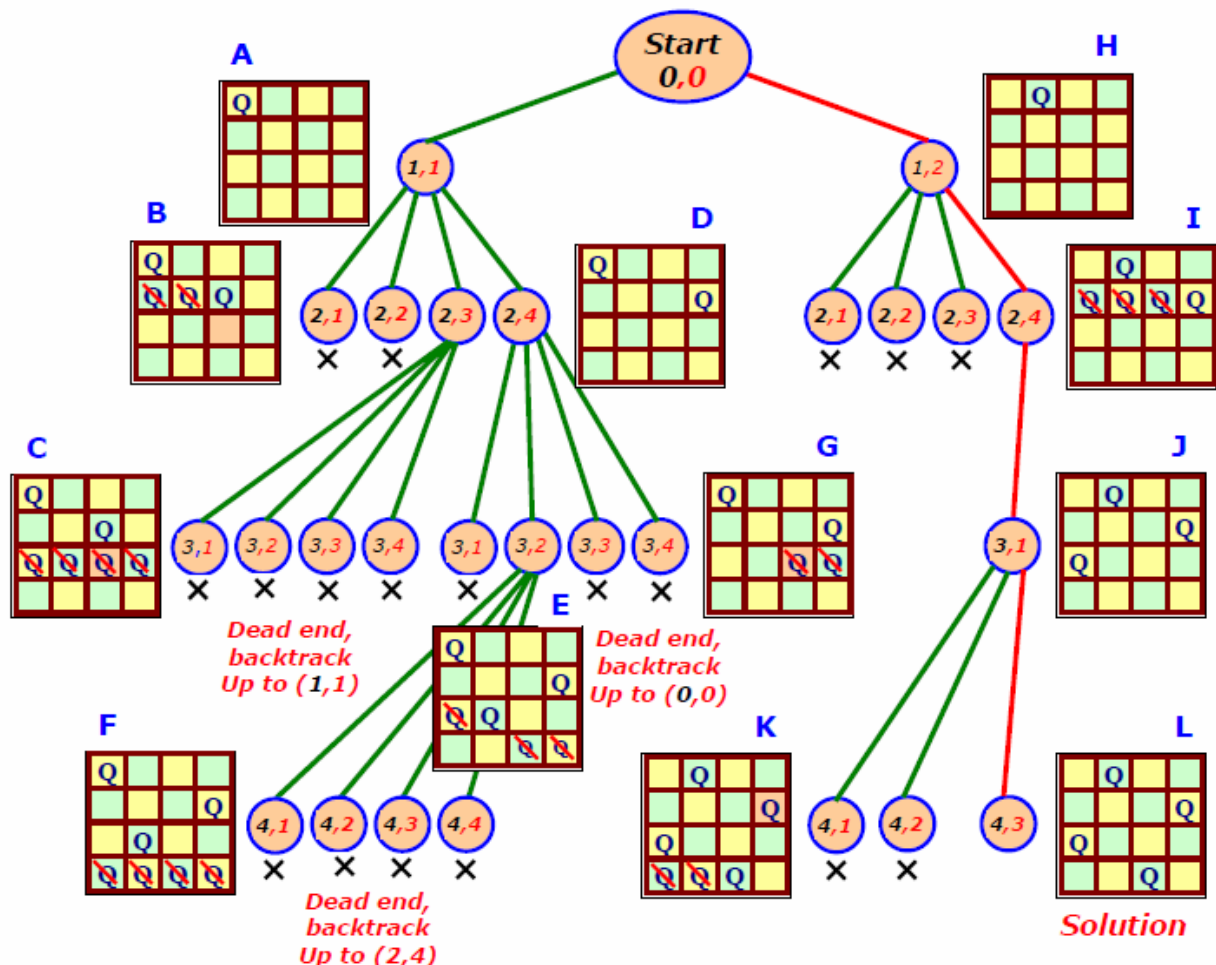 Start
0,0
A
H
Q
Q
1,1
1,2
B
D
I
Q
Q Q Q
Q
Q
Q
Q Q Q Q
2,1
2,2
2,3
2,4
2,1
2,2
2,3
2,4
C
G
J
Q
Q
Q Q Q Q
3,1
3,2
3,3
3,4
3,1
3,2
3,3
3,4
Q
Q
Q Q
3,1
Q
Q
Q
Dead end,
backtrack
Up to (1,1)
E
Q
Q
Q Q
Q Q
Dead end,
backtrack
Up to (0,0)
F
K
L
Q
Q
Q
Q Q Q Q
4,1
4,2
4,3
4,4
Q
Q
Q
Q Q Q
4,1
4,2
4,3
Q
Q
Q
Q
Dead end,
backtrack
Up to (2,4)
Solution